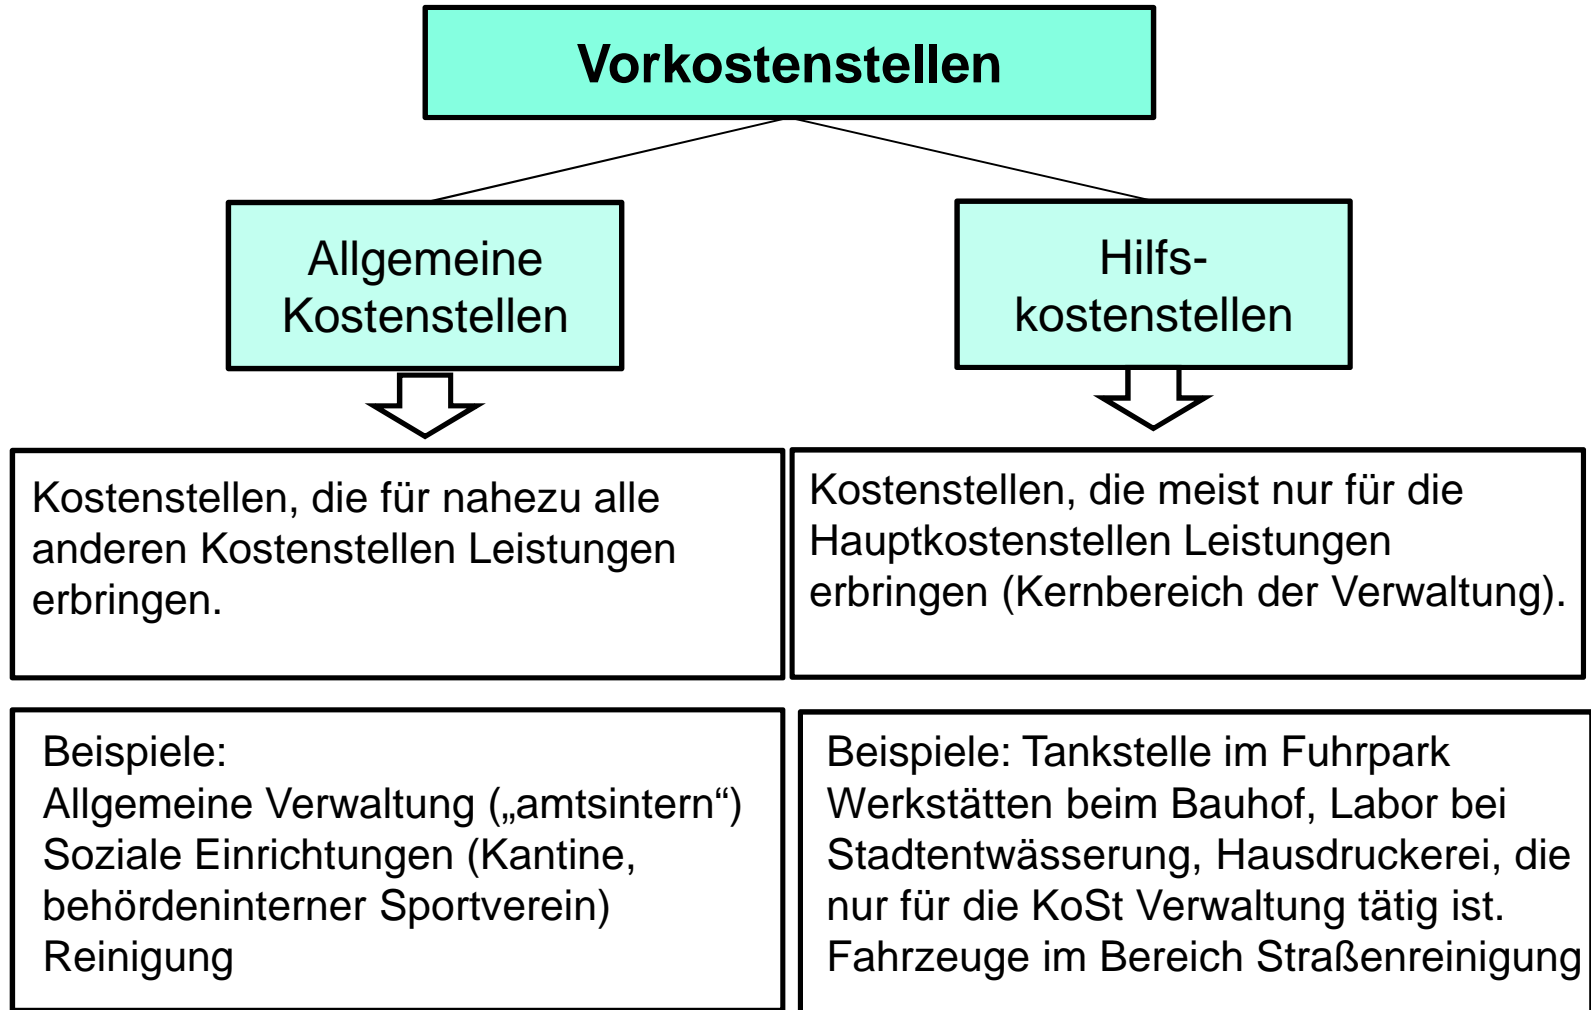 Vorkostenstellen
Allgemeine
Kostenstellen
Hilfs-
kostenstellen
Kostenstellen, die für nahezu alle
anderen Kostenstellen Leistungen
erbringen.
Kostenstellen, die meist nur für die
Hauptkostenstellen Leistungen
erbringen (Kernbereich der Verwaltung).
Beispiele:
Allgemeine Verwaltung („amtsintern“)
Soziale Einrichtungen (Kantine,
behördeninterner Sportverein)
Reinigung
Beispiele: Tankstelle im Fuhrpark
Werkstätten beim Bauhof, Labor bei
Stadtentwässerung, Hausdruckerei, die
nur für die KoSt Verwaltung tätig ist.
Fahrzeuge im Bereich Straßenreinigung